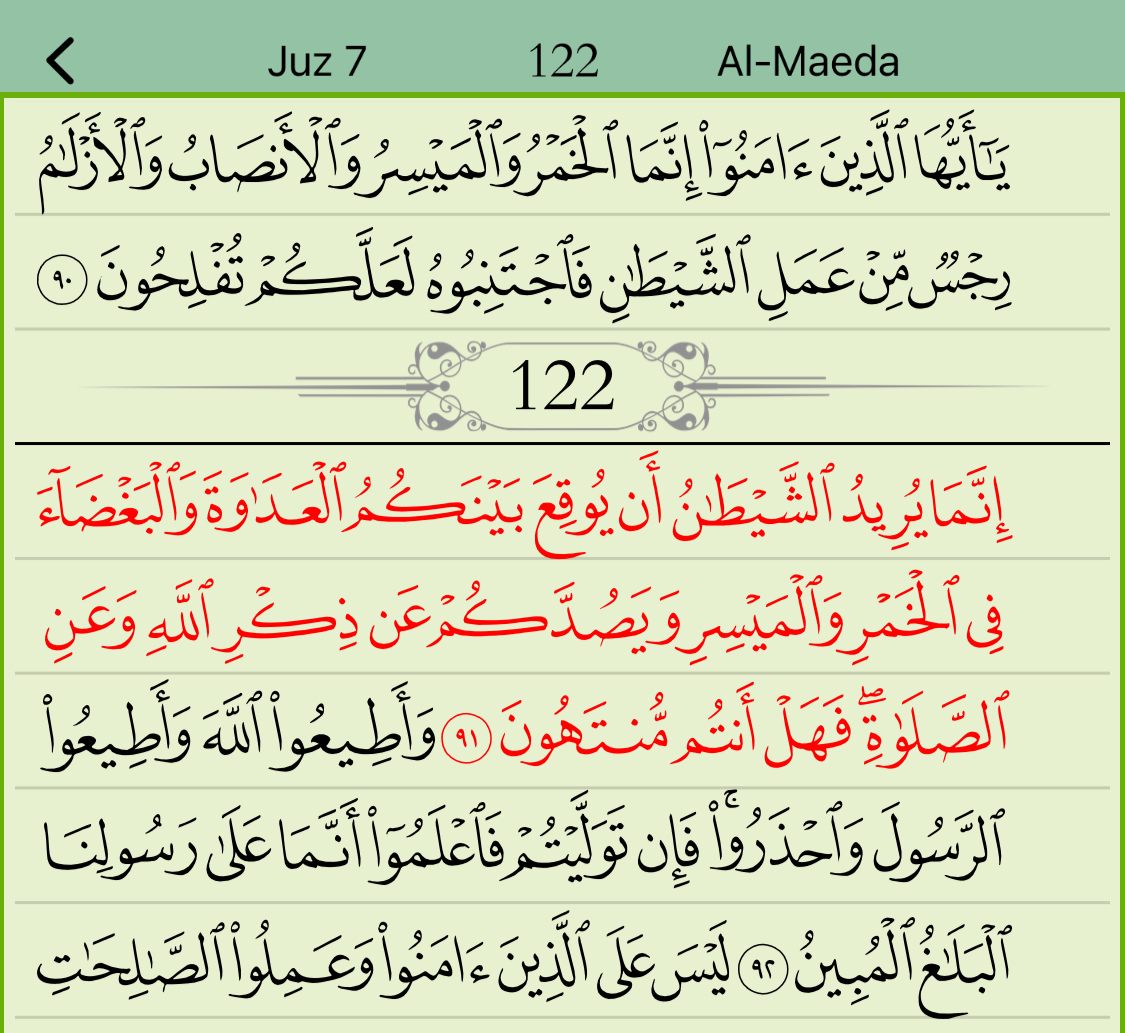 Juz 7 122 Al-Maeda
يَـٰٓأَيُّهَا ٱلَّذِينَ ءَامَنُوٓا۟ إِنَّمَا ٱلْخَمْرُ وَٱلْمَيْسِرُ وَٱلْأَنصَابُ وَٱلْأَزْلَـٰمُ
رِجْسٌ مِّنْ عَمَلِ ٱلشَّيْطَـٰنِ فَٱجْتَنِبُوهُ لَعَلَّكُمْ تُفْلِحُونَ ٩٠
122
إِنَّمَا يُرِيدُ ٱلشَّيْطَـٰنُ أَن يُوقِعَ بَيْنَكُمُ ٱلْعَدَٰوَةَ وَٱلْبَغْضَآءَ
فِى ٱلْخَمْرِ وَٱلْمَيْسِرِ وَيَصُدَّكُمْ عَن ذِكْرِ ٱللَّهِ وَعَنِ
ٱلصَّلَوٰةِ ۖ فَهَلْ أَنتُم مُّنتَهُونَ ٩١ وَأَطِيعُوا۟ ٱللَّهَ وَأَطِيعُوا۟
ٱلرَّسُولَ وَٱحْذَرُوا۟ ۚ فَإِن تَوَلَّيْتُمْ فَٱعْلَمُوٓا۟ أَنَّمَا عَلَىٰ رَسُولِنَا
ٱلْبَلَـٰغُ ٱلْمُبِينُ ٩٢ لَيْسَ عَلَى ٱلَّذِينَ ءَامَنُوا۟ وَعَمِلُوا۟ ٱلصَّـٰلِحَـٰتِ